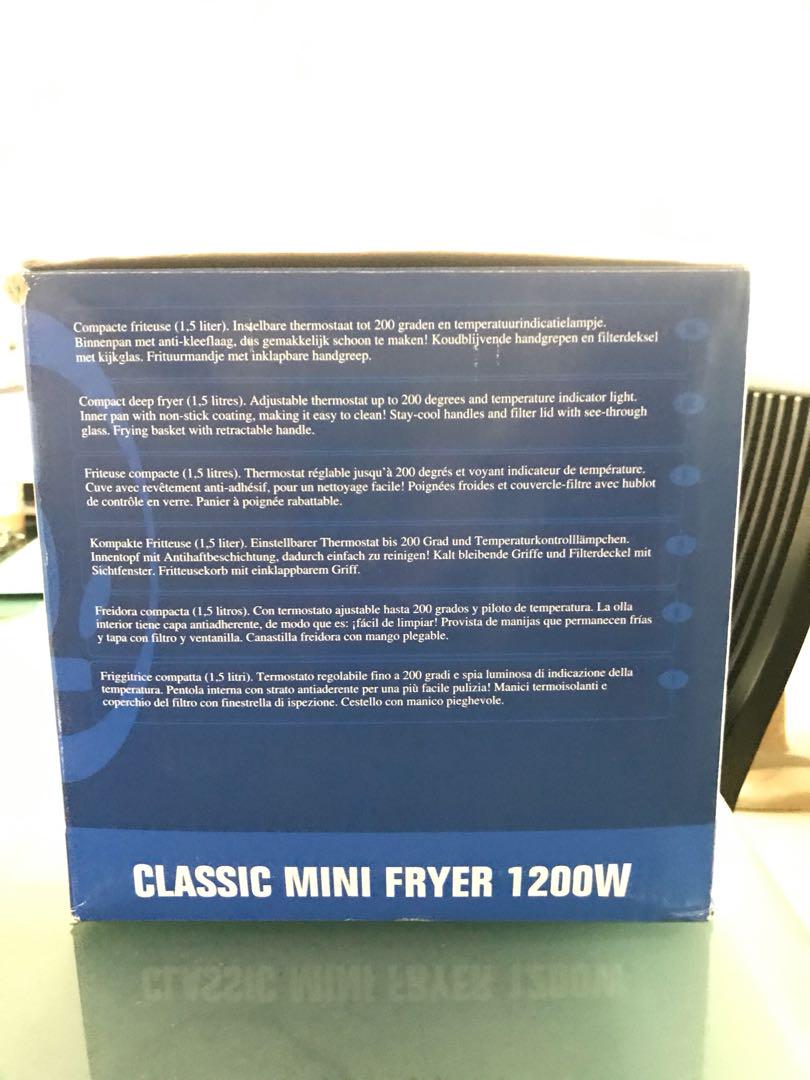 Compacte friteuse (1,5 liter). Instelbare thermostaat tot 200 graden en temperatuurindicatielampje.
Binnenpan met anti-kleeflaag, dus gemakkelijk schoon te maken! Koudblijvende handgrepen en filterdeksel
met kijkglas. Frituurmandje met inklapbare handgreep.
Compact deep fryer (1,5 litres). Adjustable thermostat up to 200 degrees and temperature indicator light.
Inner pan with non-stick coating, making it easy to clean! Stay-cool handles and filter lid with see-through
glass. Frying basket with retractable handle.
Friteuse compacte (1,5 litres). Thermostat réglable jusqu'à 200 degrés et voyant indicateur de température.
Cuve avec revêtement anti-adhésif, pour un nettoyage facile! Poignées froides et couvercle-filtre avec hublot
de contrôle en verre. Panier à poignée rabattable.
Kompakte Fritteuse (1,5 liter). Einstellbarer Thermostat bis 200 Grad und Temperaturkontrolllämpchen.
Innentopf mit Antihaftbeschichtung, dadurch einfach zu reinigen! Kalt bleibende Griffe und Filterdeckel mit
Sichtfenster. Fritteusekorb mit einklappbarem Griff.
Freidora compacta (1,5 litros). Con termostato ajustable hasta 200 grados y piloto de temperatura. La olla
interior tiene capa antiadherente, de modo que es: ¡fácil de limpiar! Provista de manijas que permanecen frías
y tapa con filtro y ventanilla. Canastilla freidora con mango plegable.
Friggitrice compatta (1,5 litri). Termostato regolabile fino a 200 gradi e spia luminosa di indicazione della
temperatura. Pentola interna con strato antiaderente per una più facile pulizia! Manici termoisolanti e
coperchio del filtro con finestrella di ispezione. Cestello con manico pieghevole.
CLASSIC MINI FRYER 1200W